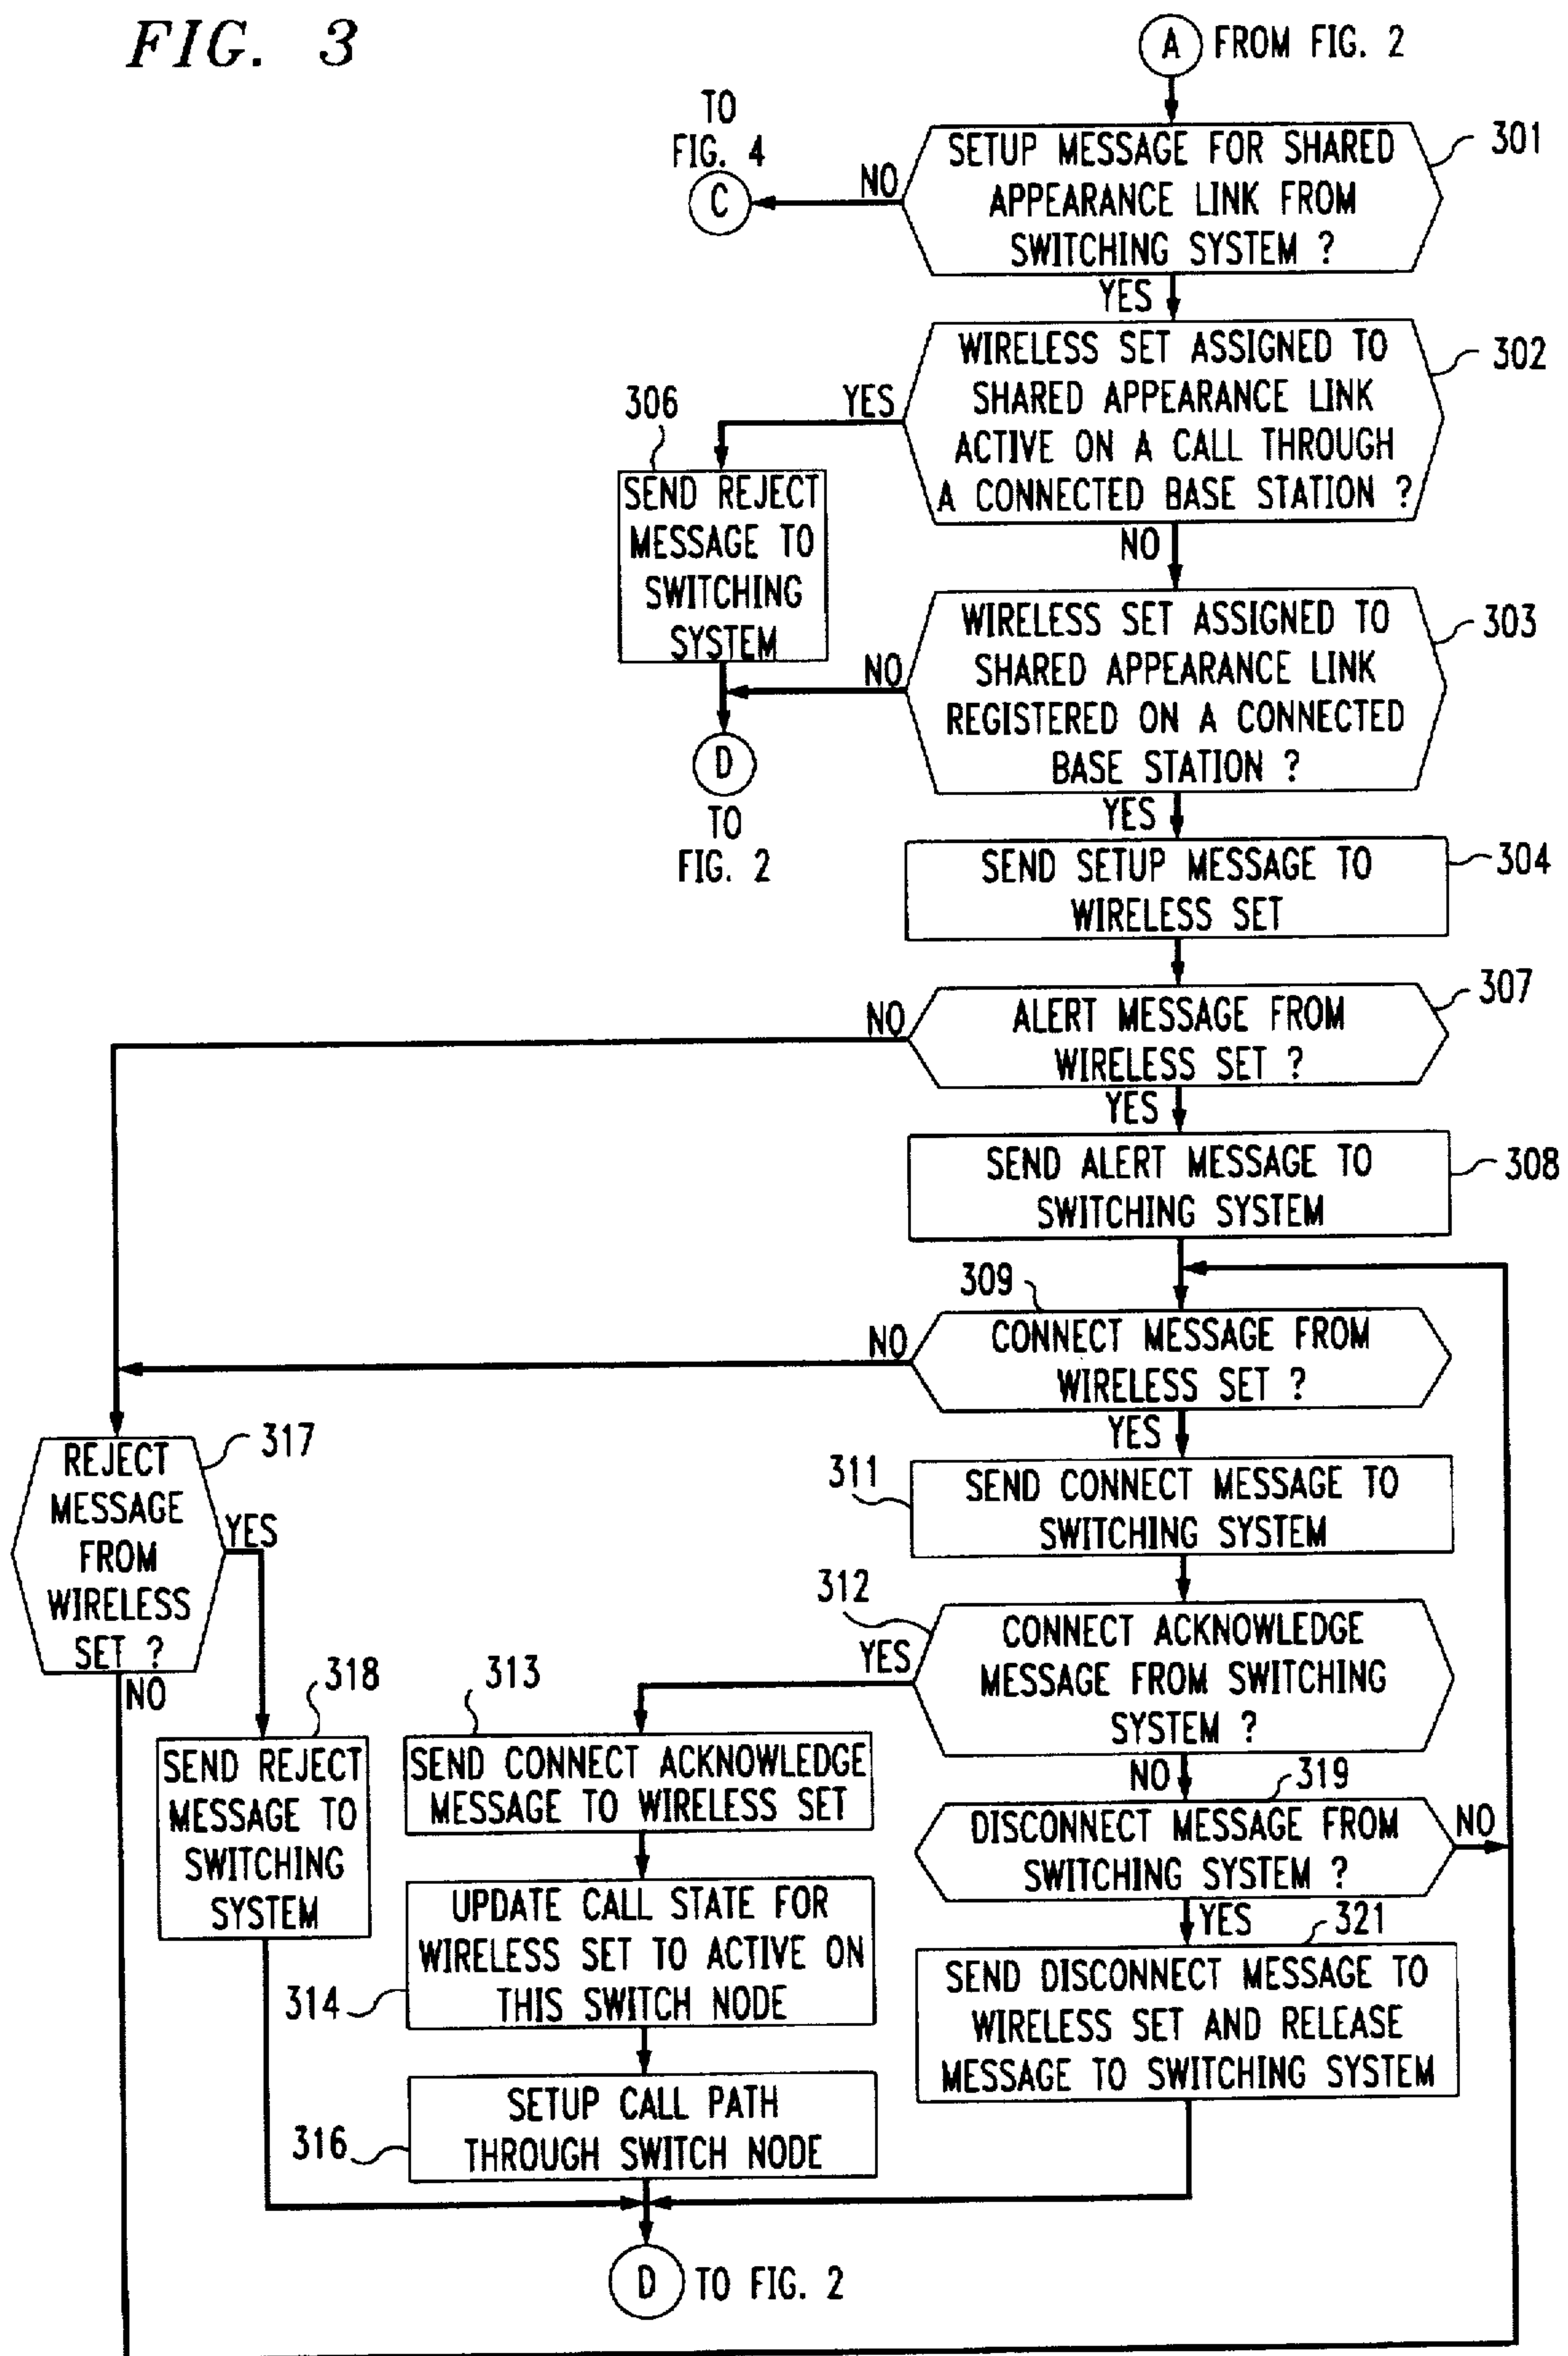 FIG. 3
A FROM FIG. 2
TO
FIG. 4
C
NO
SETUP MESSAGE FOR SHARED
APPEARANCE LINK FROM
SWITCHING SYSTEM ?
301
YES
WIRELESS SET ASSIGNED TO
SHARED APPEARANCE LINK
ACTIVE ON A CALL THROUGH
A CONNECTED BASE STATION ?
302
YES
306
SEND REJECT
MESSAGE TO
SWITCHING
SYSTEM
NO
WIRELESS SET ASSIGNED TO
SHARED APPEARANCE LINK
REGISTERED ON A CONNECTED
BASE STATION ?
303
NO
D
TO
FIG. 2
YES
SEND SETUP MESSAGE TO
WIRELESS SET
304
ALERT MESSAGE FROM
WIRELESS SET ?
307
NO
YES
SEND ALERT MESSAGE TO
SWITCHING SYSTEM
308
309
CONNECT MESSAGE FROM
WIRELESS SET ?
NO
YES
311
SEND CONNECT MESSAGE TO
SWITCHING SYSTEM
317
REJECT
MESSAGE
FROM
WIRELESS
SET ?
YES
NO
312
CONNECT ACKNOWLEDGE
MESSAGE FROM SWITCHING
SYSTEM ?
YES
NO
318
SEND REJECT
MESSAGE TO
SWITCHING
SYSTEM
313
SEND CONNECT ACKNOWLEDGE
MESSAGE TO WIRELESS SET
319
DISCONNECT MESSAGE FROM
SWITCHING SYSTEM ?
NO
YES
UPDATE CALL STATE FOR
WIRELESS SET TO ACTIVE ON
THIS SWITCH NODE
314
321
SEND DISCONNECT MESSAGE TO
WIRELESS SET AND RELEASE
MESSAGE TO SWITCHING SYSTEM
SETUP CALL PATH
THROUGH SWITCH NODE
316
D TO FIG. 2